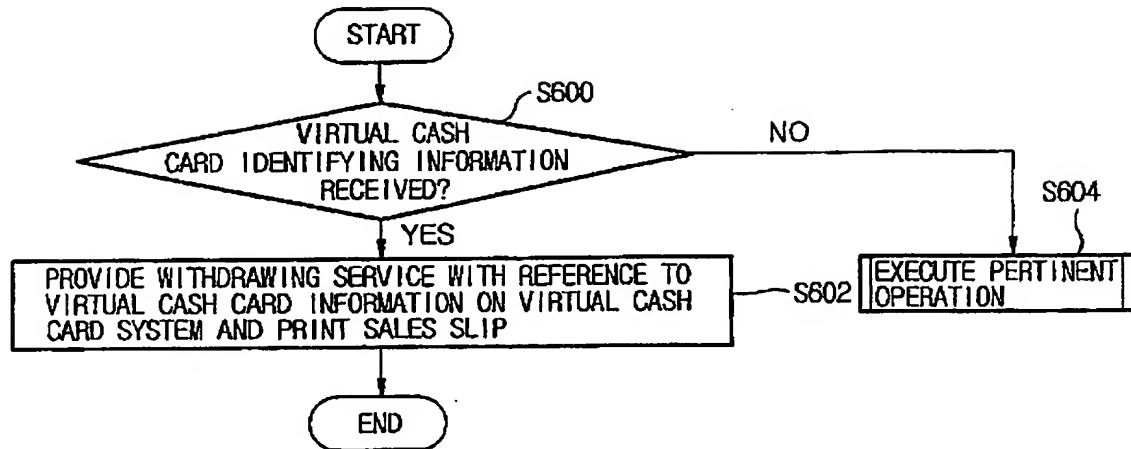 START
S600
VIRTUAL CASH
CARD IDENTIFYING INFORMATION
RECEIVED?
NO
YES
S604
PROVIDE WITHDRAWING SERVICE WITH REFERENCE TO
VIRTUAL CASH CARD INFORMATION ON VIRTUAL CASH
CARD SYSTEM AND PRINT SALES SLIP
S602
EXECUTE PERTINENT
OPERATION
END